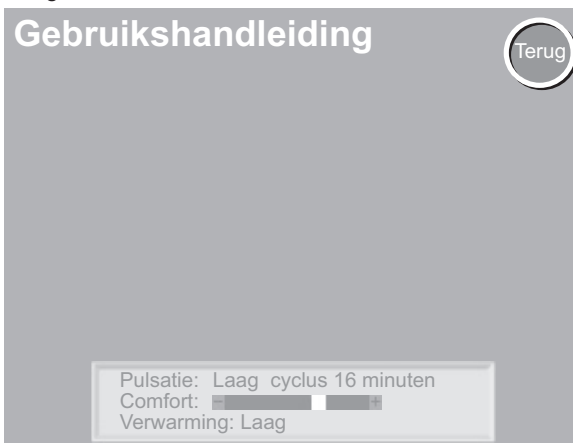 Gebruikshandleiding
Terug
Pulsatie: Laag cyclus 16 minuten
Comfort: - +
Verwarming: Laag